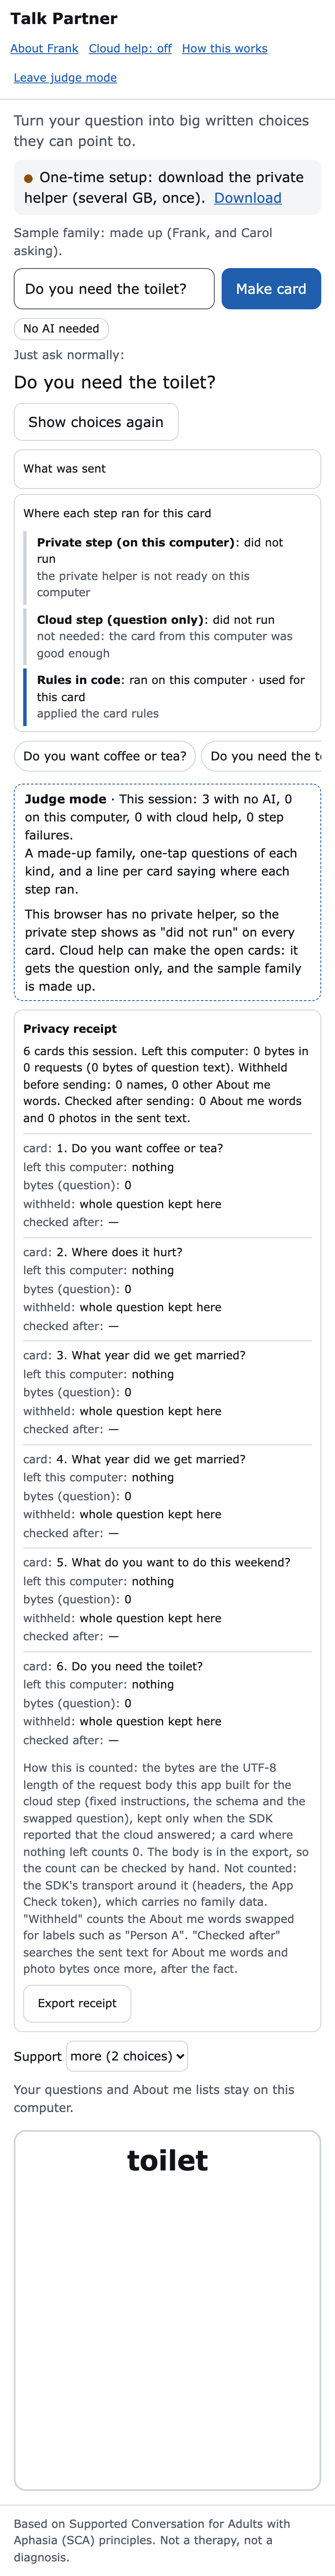 Talk Partner
About Frank Cloud help: off How this works
Leave judge mode
Turn your question into big written choices
they can point to.
One-time setup: download the private
helper (several GB, once). Download
Sample family: made up (Frank, and Carol
asking).
Do you need the toilet? Make card
No AI needed
Just ask normally:
Do you need the toilet?
Show choices again
What was sent
Where each step ran for this card
Private step (on this computer): did not
run
the private helper is not ready on this
computer
Cloud step (question only): did not run
not needed: the card from this computer was
good enough
Rules in code: ran on this computer · used for
this card
applied the card rules
Do you want coffee or tea? Do you need the t
Judge mode · This session: 3 with no AI, 0
on this computer, 0 with cloud help, 0 step
failures.
A made-up family, one-tap questions of each
kind, and a line per card saying where each
step ran.
This browser has no private helper, so the
private step shows as "did not run" on every
card. Cloud help can make the open cards: it
gets the question only, and the sample family
is made up.
Privacy receipt
6 cards this session. Left this computer: 0 bytes in
0 requests (0 bytes of question text). Withheld
before sending: 0 names, 0 other About me
words. Checked after sending: 0 About me words
and 0 photos in the sent text.
card: 1. Do you want coffee or tea?
left this computer: nothing
bytes (question): 0
withheld: whole question kept here
checked after: —
card: 2. Where does it hurt?
left this computer: nothing
bytes (question): 0
withheld: whole question kept here
checked after: —
card: 3. What year did we get married?
left this computer: nothing
bytes (question): 0
withheld: whole question kept here
checked after: —
card: 4. What year did we get married?
left this computer: nothing
bytes (question): 0
withheld: whole question kept here
checked after: —
card: 5. What do you want to do this weekend?
left this computer: nothing
bytes (question): 0
withheld: whole question kept here
checked after: —
card: 6. Do you need the toilet?
left this computer: nothing
bytes (question): 0
withheld: whole question kept here
checked after: —
How this is counted: the bytes are the UTF-8
length of the request body this app built for the
cloud step (fixed instructions, the schema and the
swapped question), kept only when the SDK
reported that the cloud answered; a card where
nothing left counts 0. The body is in the export, so
the count can be checked by hand. Not counted:
the SDK's transport around it (headers, the App
Check token), which carries no family data.
"Withheld" counts the About me words swapped
for labels such as "Person A". "Checked after"
searches the sent text for About me words and
photo bytes once more, after the fact.
Export receipt
Support more (2 choices)
Your questions and About me lists stay on this
computer.
toilet
Based on Supported Conversation for Adults with
Aphasia (SCA) principles. Not a therapy, not a
diagnosis.